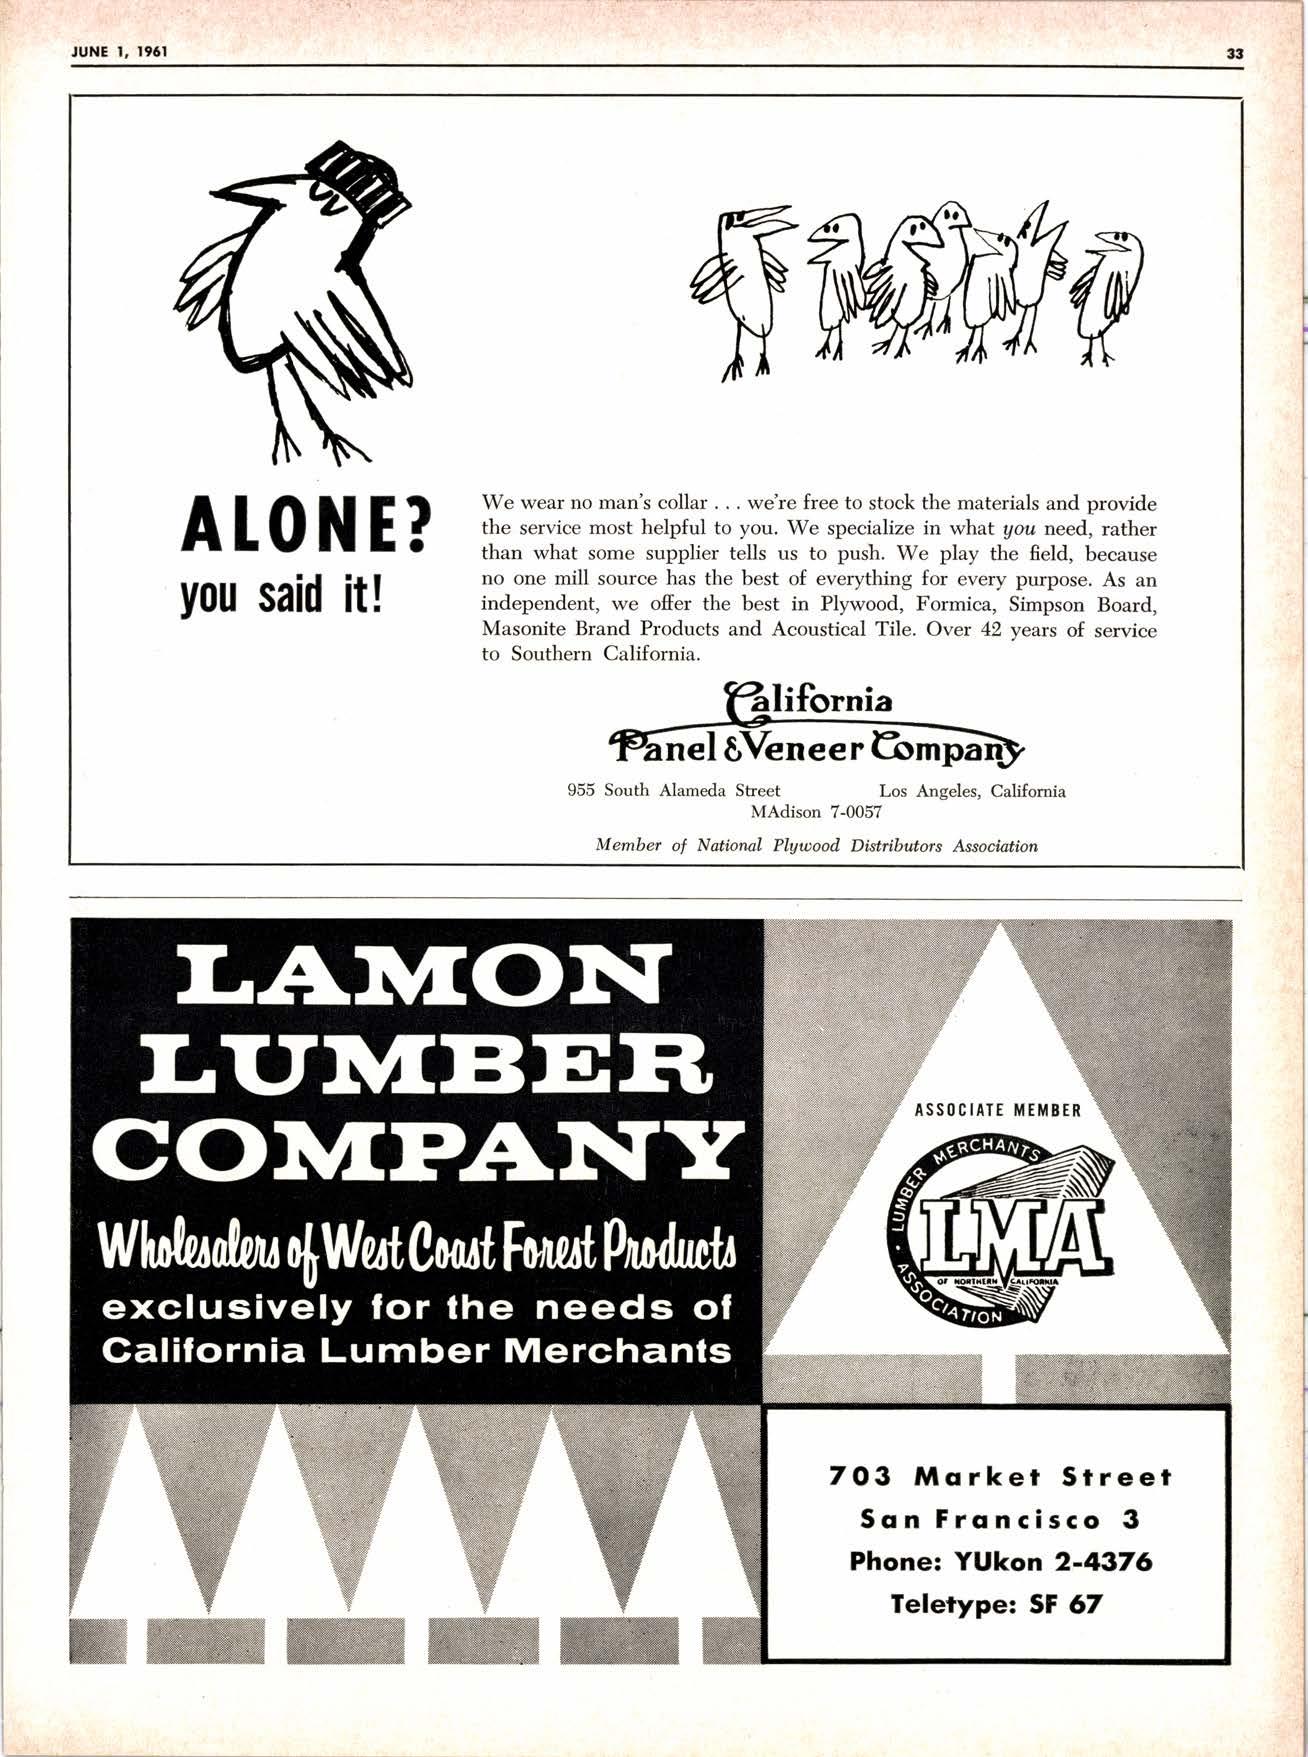 JUNE 1, 1961
33
ALONE?
you said it!
We wear no man's collar . . . we're free to stock the materials and provide
the service most helpful to you. We specialize in what you need, rather
than what some supplier tells us to push. We play the field, because
no one mill source has the best of everything for every purpose. As an
independent, we offer the best in Plywood, Formica, Simpson Board,
Masonite Brand Products and Acoustical Tile. Over 42 years of service
to Southern California.
California
Panel & Veneer Company
955 South Alameda Street Los Angeles, California
MAdison 7-0057
Member of National Plywood Distributors Association
LAMON
LUMBER
COMPANY
Wholesalers of West Coast Forest Products
exclusively for the needs of
California Lumber Merchants
ASSOCIATE MEMBER
LUMBER MERCHANTS
LMA
OF NORTHERN CALIFORNIA
• ASSOCIATION
703 Market Street
San Francisco 3
Phone: YUkon 2-4376
Teletype: SF 67